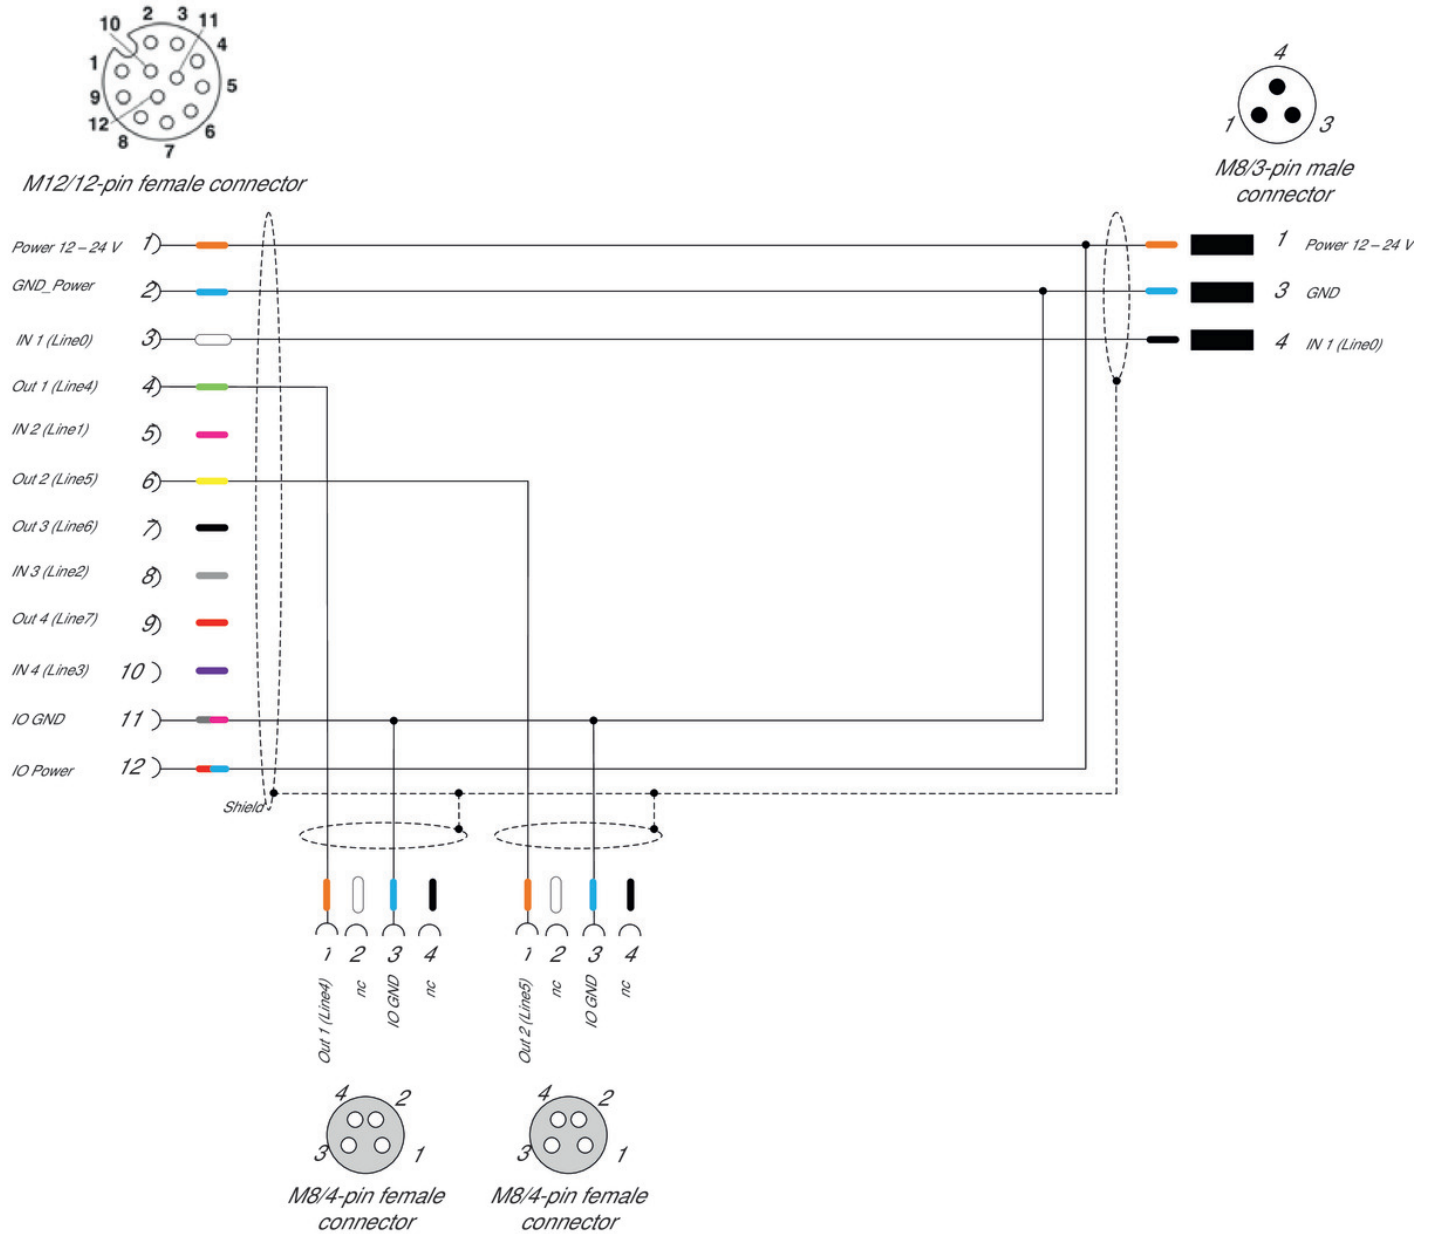 10 2 3 11
4
1
5
9
12
6
8
7
M12/12-pin female connector
4
1 3
M8/3-pin male
connector
Power 12 – 24 V 1
1 Power 12 – 24 V
GND_Power 2
3 GND
IN 1 (Line0) 3
4 IN 1 (Line0)
Out 1 (Line4) 4
IN 2 (Line1) 5
Out 2 (Line5) 6
Out 3 (Line6) 7
IN 3 (Line2) 8
Out 4 (Line7) 9
IN 4 (Line3) 10
IO GND 11
IO Power 12
Shield
1 2 3 4
1 2 3 4
Out 1 (Line4)
nc
IO GND
nc
Out 2 (Line5)
nc
IO GND
nc
4 2
3 1
M8/4-pin female
connector
4 2
3 1
M8/4-pin female
connector